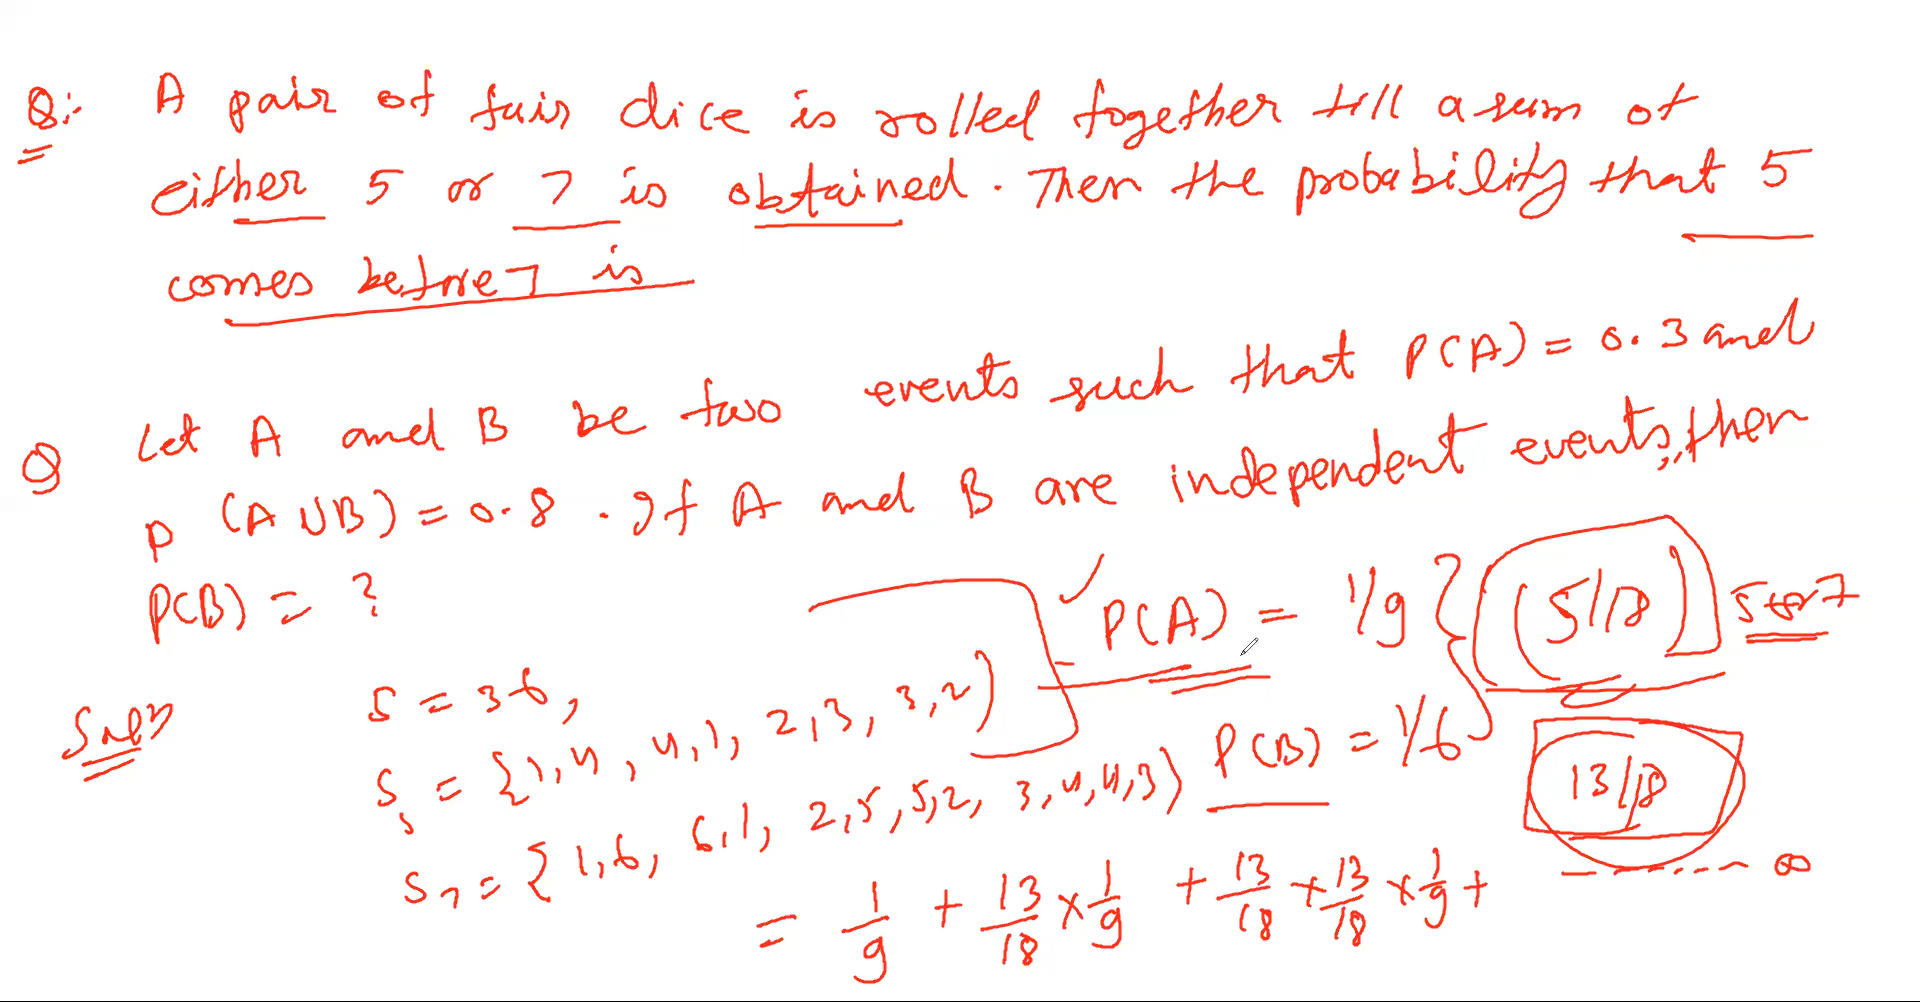 Q:- A pair of fair dice is rolled together till a sum of
either 5 or 7 is obtained. Then the probability that 5
comes before 7 is
Q Let A and B be two events such that P(A) = 0.3 and
P(A∪B) = 0.8. If A and B are independent events, then
P(B) = ?
Soln
S = 36,
P(A) = 1/9 } (5/18) 5 or 7
S5 = {1,4, 4,1, 2,3, 3,2}
P(B) = 1/6
13/18
S7 = {1,6, 6,1, 2,5, 5,2, 3,4, 4,3}
= 1/9 + 13/18 × 1/9 + 13/18 × 13/18 × 1/9 + ------- ∞